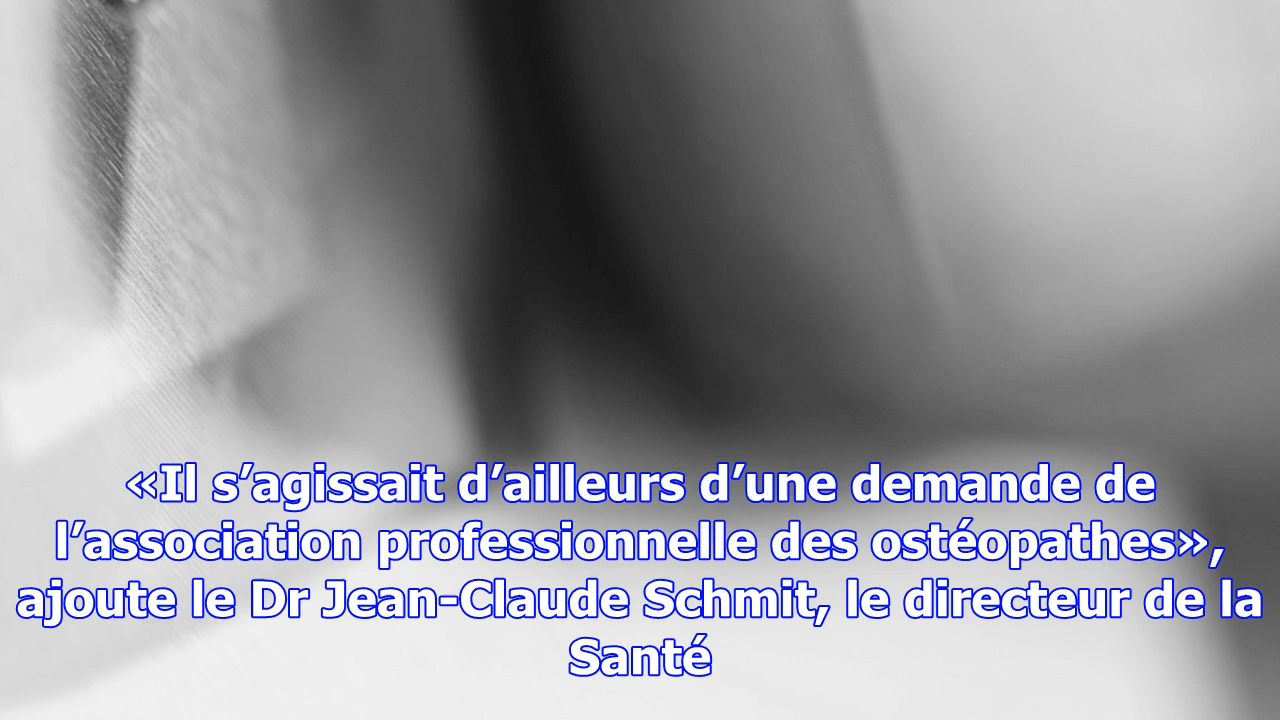 «Il s’agissait d’ailleurs d’une demande de
l’association professionnelle des ostéopathes»,
ajoute le Dr Jean-Claude Schmit, le directeur de la
Santé